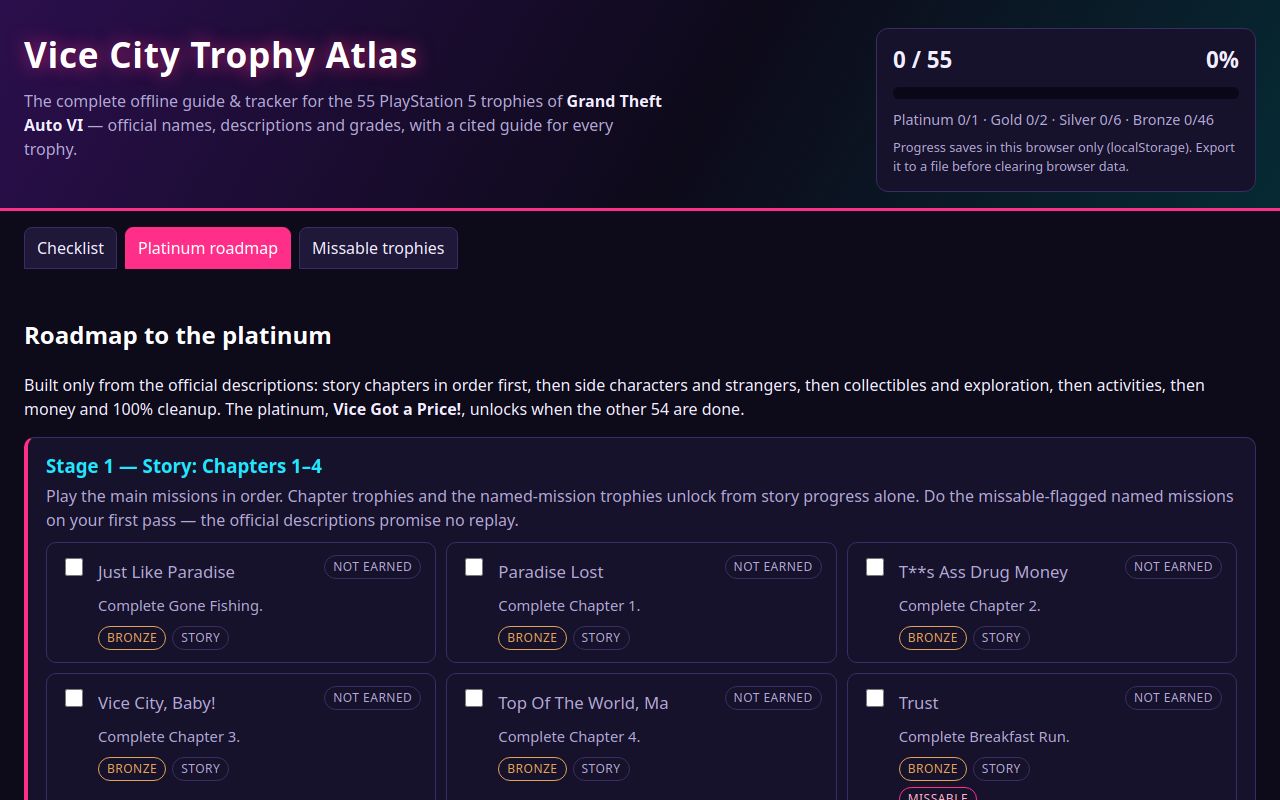 Vice City Trophy Atlas
The complete offline guide & tracker for the 55 PlayStation 5 trophies of Grand Theft
Auto VI — official names, descriptions and grades, with a cited guide for every
trophy.
0 / 55
0%
Platinum 0/1 · Gold 0/2 · Silver 0/6 · Bronze 0/46
Progress saves in this browser only (localStorage). Export
it to a file before clearing browser data.
Checklist
Platinum roadmap
Missable trophies
Roadmap to the platinum
Built only from the official descriptions: story chapters in order first, then side characters and strangers, then collectibles and exploration, then activities, then
money and 100% cleanup. The platinum, Vice Got a Price!, unlocks when the other 54 are done.
Stage 1 — Story: Chapters 1–4
Play the main missions in order. Chapter trophies and the named-mission trophies unlock from story progress alone. Do the missable-flagged named missions
on your first pass — the official descriptions promise no replay.
Just Like Paradise
NOT EARNED
Complete Gone Fishing.
BRONZE
STORY
Paradise Lost
NOT EARNED
Complete Chapter 1.
BRONZE
STORY
T**s Ass Drug Money
NOT EARNED
Complete Chapter 2.
BRONZE
STORY
Vice City, Baby!
NOT EARNED
Complete Chapter 3.
BRONZE
STORY
Top Of The World, Ma
NOT EARNED
Complete Chapter 4.
BRONZE
STORY
Trust
NOT EARNED
Complete Breakfast Run.
BRONZE
STORY
MISSABLE